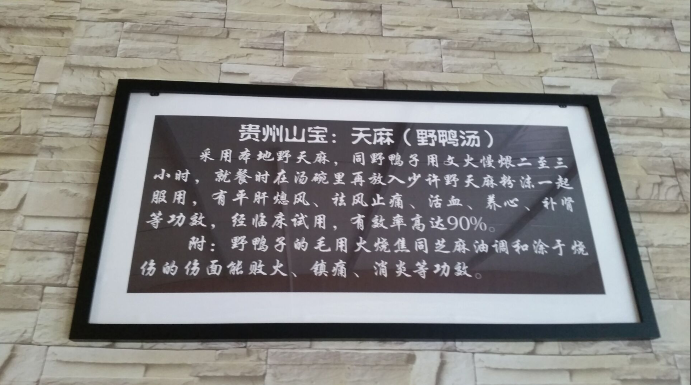 贵州山宝：天麻（野鸭汤）
采用本地野天麻，同野鸭子用文火慢煨二至三
小时，就餐时在汤碗里再放入少许野天麻粉沫一起
服用，有平肝熄风、祛风止痛、活血、养心、补肾
等功效，经临床试用，有效率高达90%。
附：野鸭子的毛用火烧焦同芝麻油调和涂于烧
伤的伤面能败火、镇痛、消炎等功效。